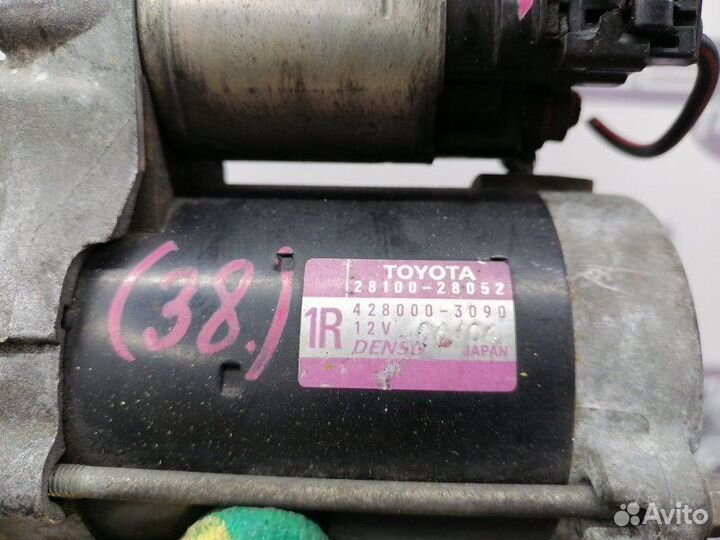 (38.)
TOYOTA
28100-28052
428000-3090
1R
12V
DENSO JAPAN
Avito